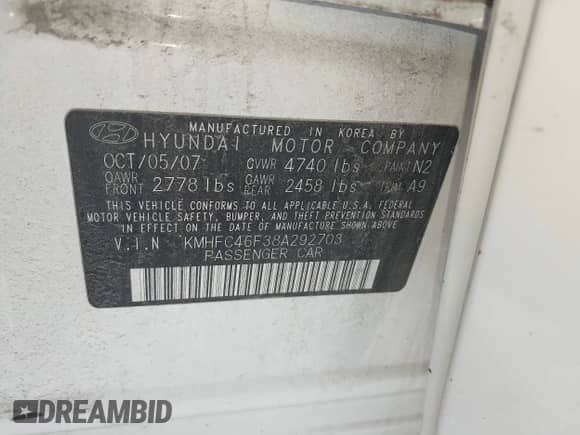 MANUFACTURED IN KOREA BY
HYUNDAI MOTOR COMPANY
OCT/05/07 GVWR 4740 lbs PAINT N2
GAWR FRONT 2778 lbs GAWR REAR 2458 lbs TRIM A9
THIS VEHICLE CONFORMS TO ALL APPLICABLE U.S.A. FEDERAL
MOTOR VEHICLE SAFETY, BUMPER, AND THEFT PREVENTION STANDARDS
IN EFFECT ON THE DATE OF MANUFACTURE SHOWN ABOVE.
V.I.N KMHFC46F38A292703
PASSENGER CAR
DREAMBID